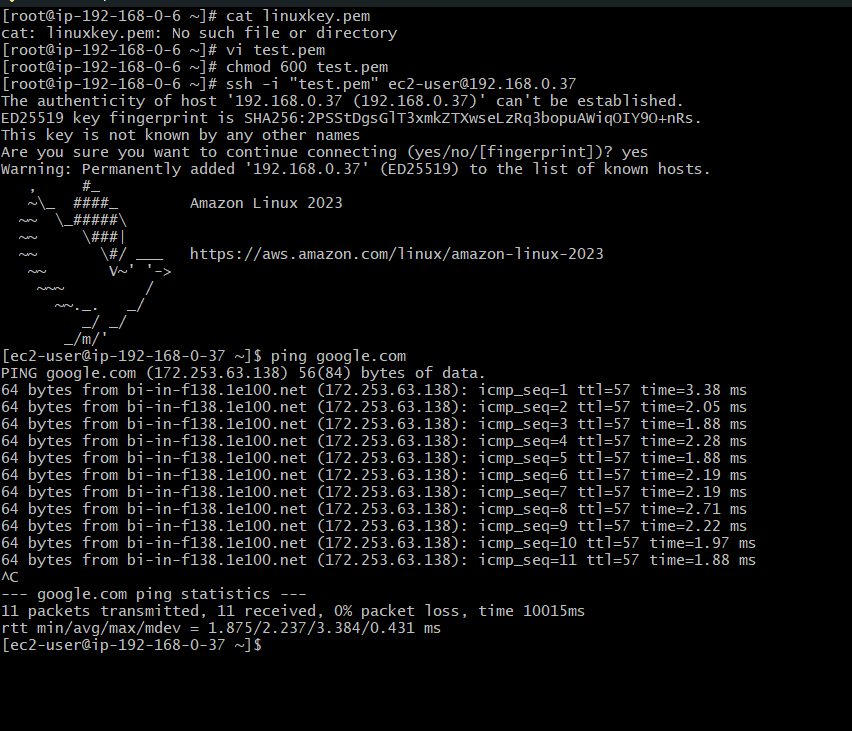 [root@ip-192-168-0-6 ~]# cat linuxkey.pem
cat: linuxkey.pem: No such file or directory
[root@ip-192-168-0-6 ~]# vi test.pem
[root@ip-192-168-0-6 ~]# chmod 600 test.pem
[root@ip-192-168-0-6 ~]# ssh -i "test.pem" ec2-user@192.168.0.37
The authenticity of host '192.168.0.37 (192.168.0.37)' can't be established.
ED25519 key fingerprint is SHA256:2PSStDgsGlT3xmkZTXwseLzRq3bopuAWiqOIY9O+nRs.
This key is not known by any other names
Are you sure you want to continue connecting (yes/no/[fingerprint])? yes
Warning: Permanently added '192.168.0.37' (ED25519) to the list of known hosts.
   ,     #_
   ~\_  ####_        Amazon Linux 2023
  ~~  \_#####\
  ~~     \###|
  ~~       \#/ ___   https://aws.amazon.com/linux/amazon-linux-2023
   ~~       V~' '->
    ~~~         /
      ~~._.   _/
         _/ _/
       _/m/'
[ec2-user@ip-192-168-0-37 ~]$ ping google.com
PING google.com (172.253.63.138) 56(84) bytes of data.
64 bytes from bi-in-f138.1e100.net (172.253.63.138): icmp_seq=1 ttl=57 time=3.38 ms
64 bytes from bi-in-f138.1e100.net (172.253.63.138): icmp_seq=2 ttl=57 time=2.05 ms
64 bytes from bi-in-f138.1e100.net (172.253.63.138): icmp_seq=3 ttl=57 time=1.88 ms
64 bytes from bi-in-f138.1e100.net (172.253.63.138): icmp_seq=4 ttl=57 time=2.28 ms
64 bytes from bi-in-f138.1e100.net (172.253.63.138): icmp_seq=5 ttl=57 time=1.88 ms
64 bytes from bi-in-f138.1e100.net (172.253.63.138): icmp_seq=6 ttl=57 time=2.19 ms
64 bytes from bi-in-f138.1e100.net (172.253.63.138): icmp_seq=7 ttl=57 time=2.19 ms
64 bytes from bi-in-f138.1e100.net (172.253.63.138): icmp_seq=8 ttl=57 time=2.71 ms
64 bytes from bi-in-f138.1e100.net (172.253.63.138): icmp_seq=9 ttl=57 time=2.22 ms
64 bytes from bi-in-f138.1e100.net (172.253.63.138): icmp_seq=10 ttl=57 time=1.97 ms
64 bytes from bi-in-f138.1e100.net (172.253.63.138): icmp_seq=11 ttl=57 time=1.88 ms
^C
--- google.com ping statistics ---
11 packets transmitted, 11 received, 0% packet loss, time 10015ms
rtt min/avg/max/mdev = 1.875/2.237/3.384/0.431 ms
[ec2-user@ip-192-168-0-37 ~]$